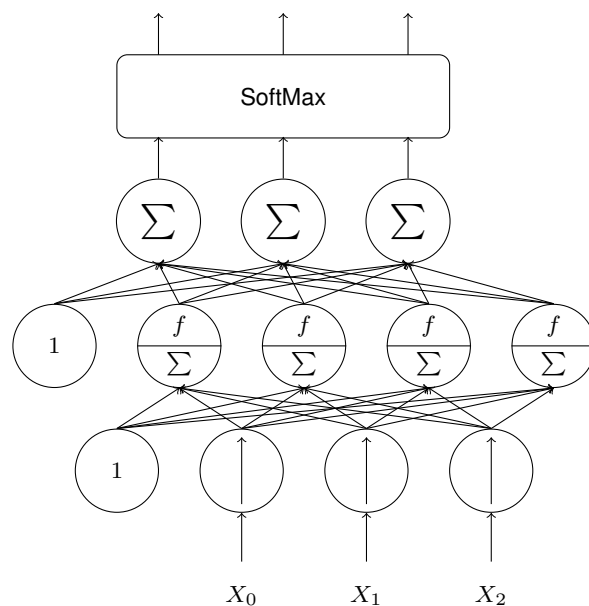 SoftMax
∑ ∑ ∑
1 f f f f
∑ ∑ ∑ ∑
1
X₀ X₁ X₂